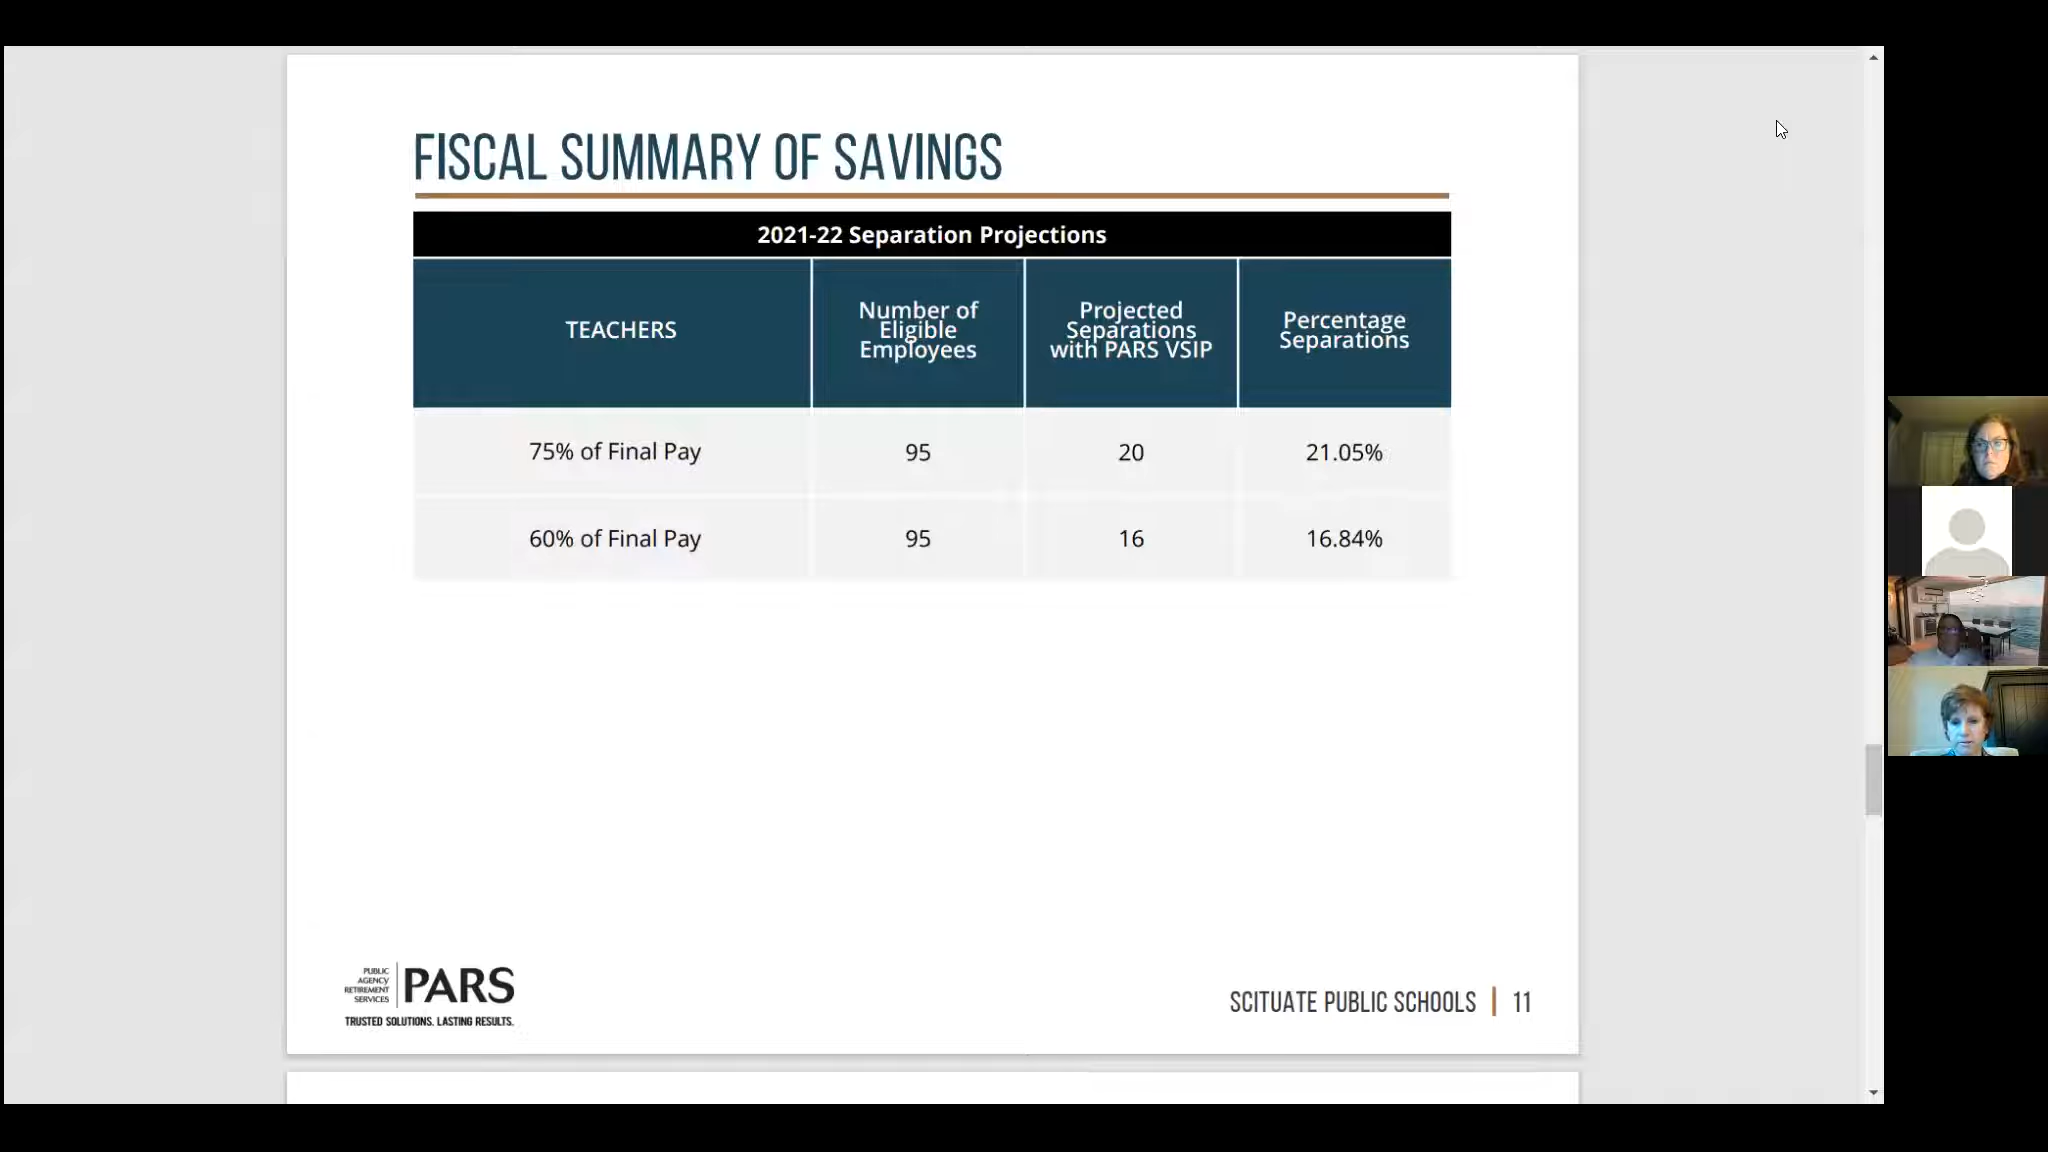 FISCAL SUMMARY OF SAVINGS
2021-22 Separation Projections
TEACHERS
Number of
Eligible
Employees
Projected
Separations
with PARS VSIP
Percentage
Separations
75% of Final Pay
95
20
21.05%
60% of Final Pay
95
16
16.84%
PUBLIC
AGENCY
RETIREMENT
SERVICES
PARS
TRUSTED SOLUTIONS. LASTING RESULTS.
SCITUATE PUBLIC SCHOOLS | 11